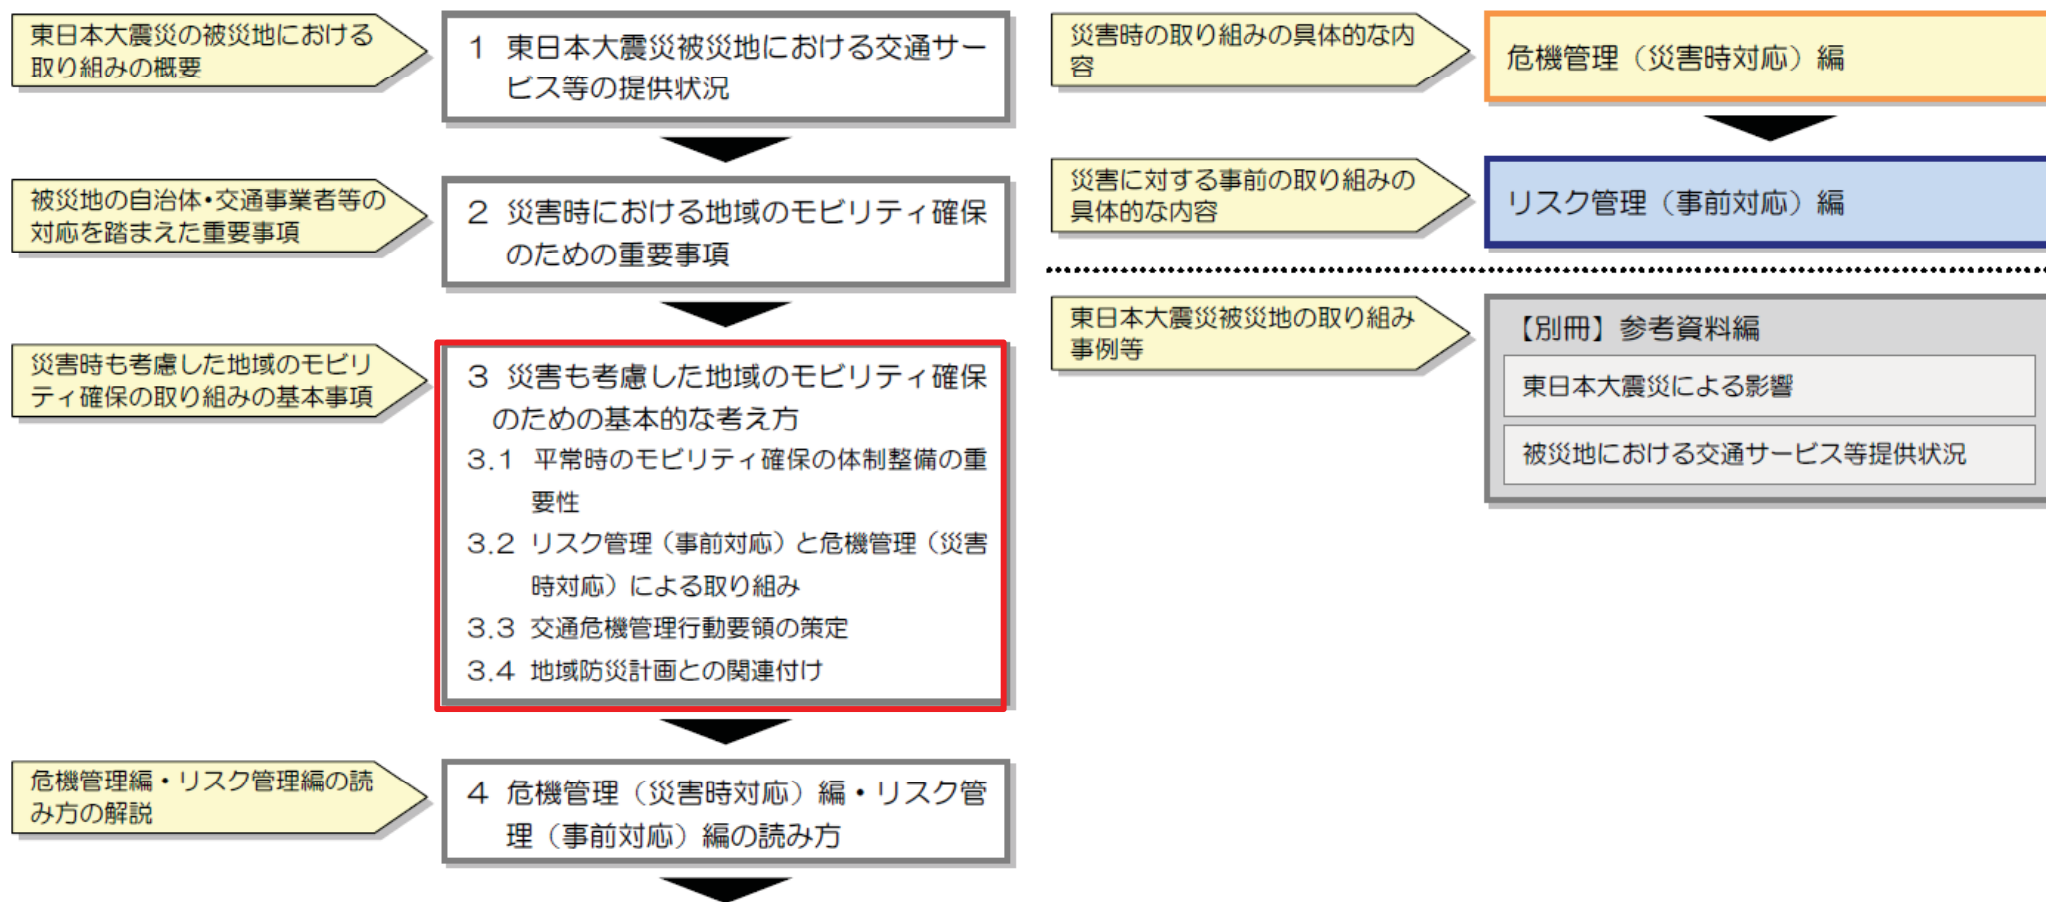 東日本大震災の被災地における
取り組みの概要
1 東日本大震災被災地における交通サー
ビス等の提供状況
被災地の自治体・交通事業者等の
対応を踏まえた重要事項
2 災害時における地域のモビリティ確保
のための重要事項
災害時も考慮した地域のモビリ
ティ確保の取り組みの基本事項
3 災害も考慮した地域のモビリティ確保
のための基本的な考え方
3.1 平常時のモビリティ確保の体制整備の重
要性
3.2 リスク管理（事前対応）と危機管理（災害
時対応）による取り組み
3.3 交通危機管理行動要領の策定
3.4 地域防災計画との関連付け
危機管理編・リスク管理編の読
み方の解説
4 危機管理（災害時対応）編・リスク管
理（事前対応）編の読み方
災害時の取り組みの具体的な内
容
危機管理（災害時対応）編
災害に対する事前の取り組みの
具体的な内容
リスク管理（事前対応）編
東日本大震災被災地の取り組み
事例等
【別冊】参考資料編
東日本大震災による影響
被災地における交通サービス等提供状況